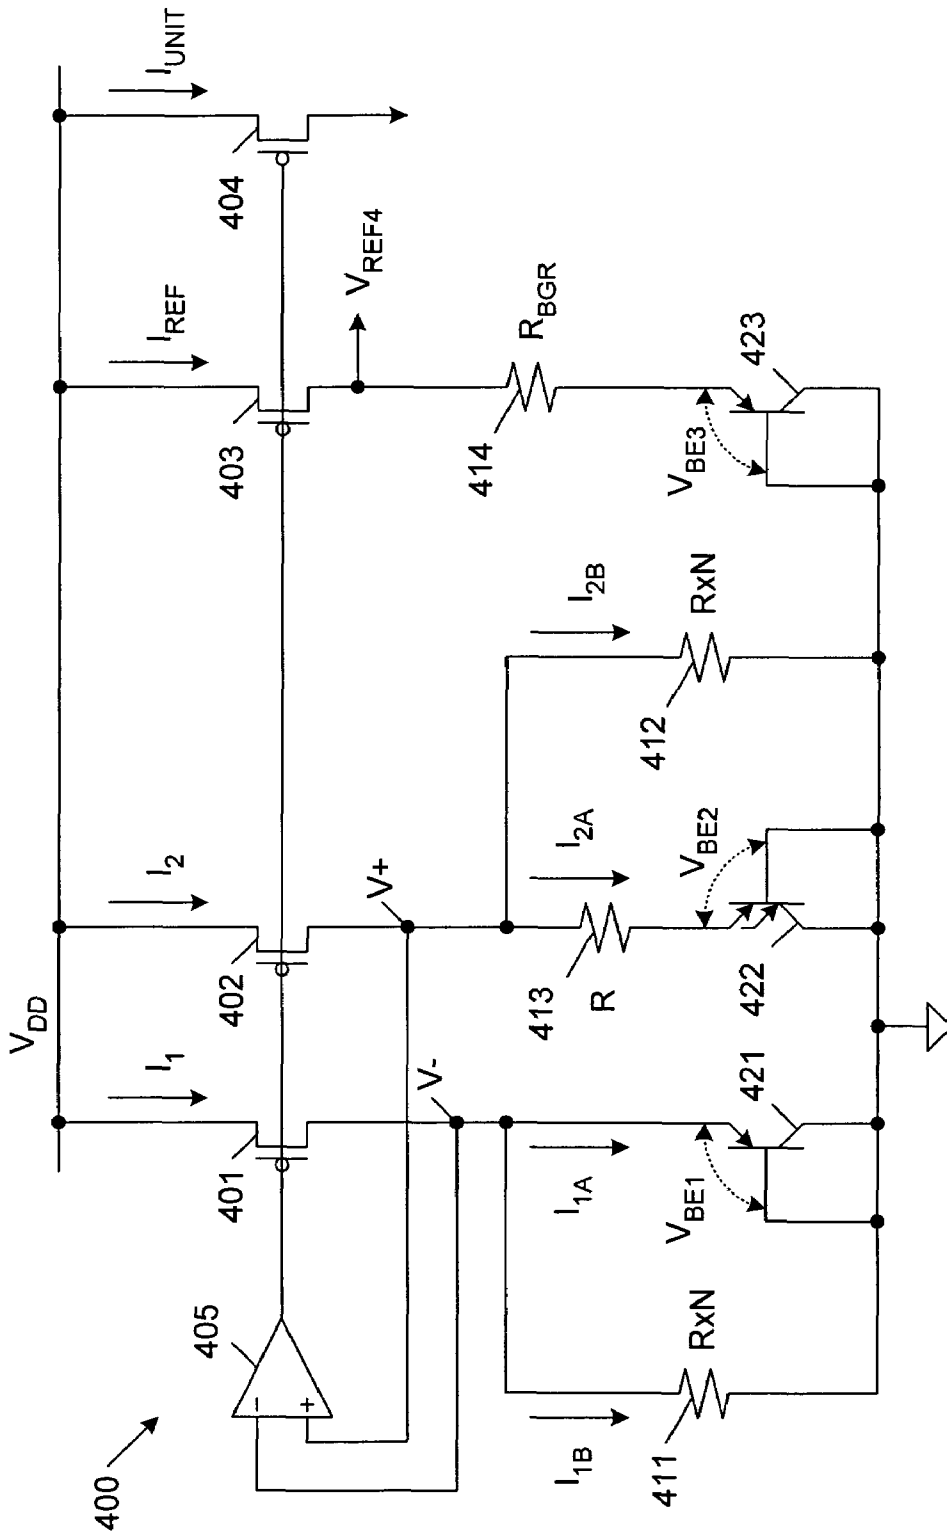 400
405
-
+
V_DD
I_1
I_2
I_REF
I_UNIT
401
402
403
404
V-
V+
V_REF4
I_1B
411
RxN
I_1A
V_BE1
421
413
R
I_2A
V_BE2
422
I_2B
412
RxN
414
R_BGR
V_BE3
423